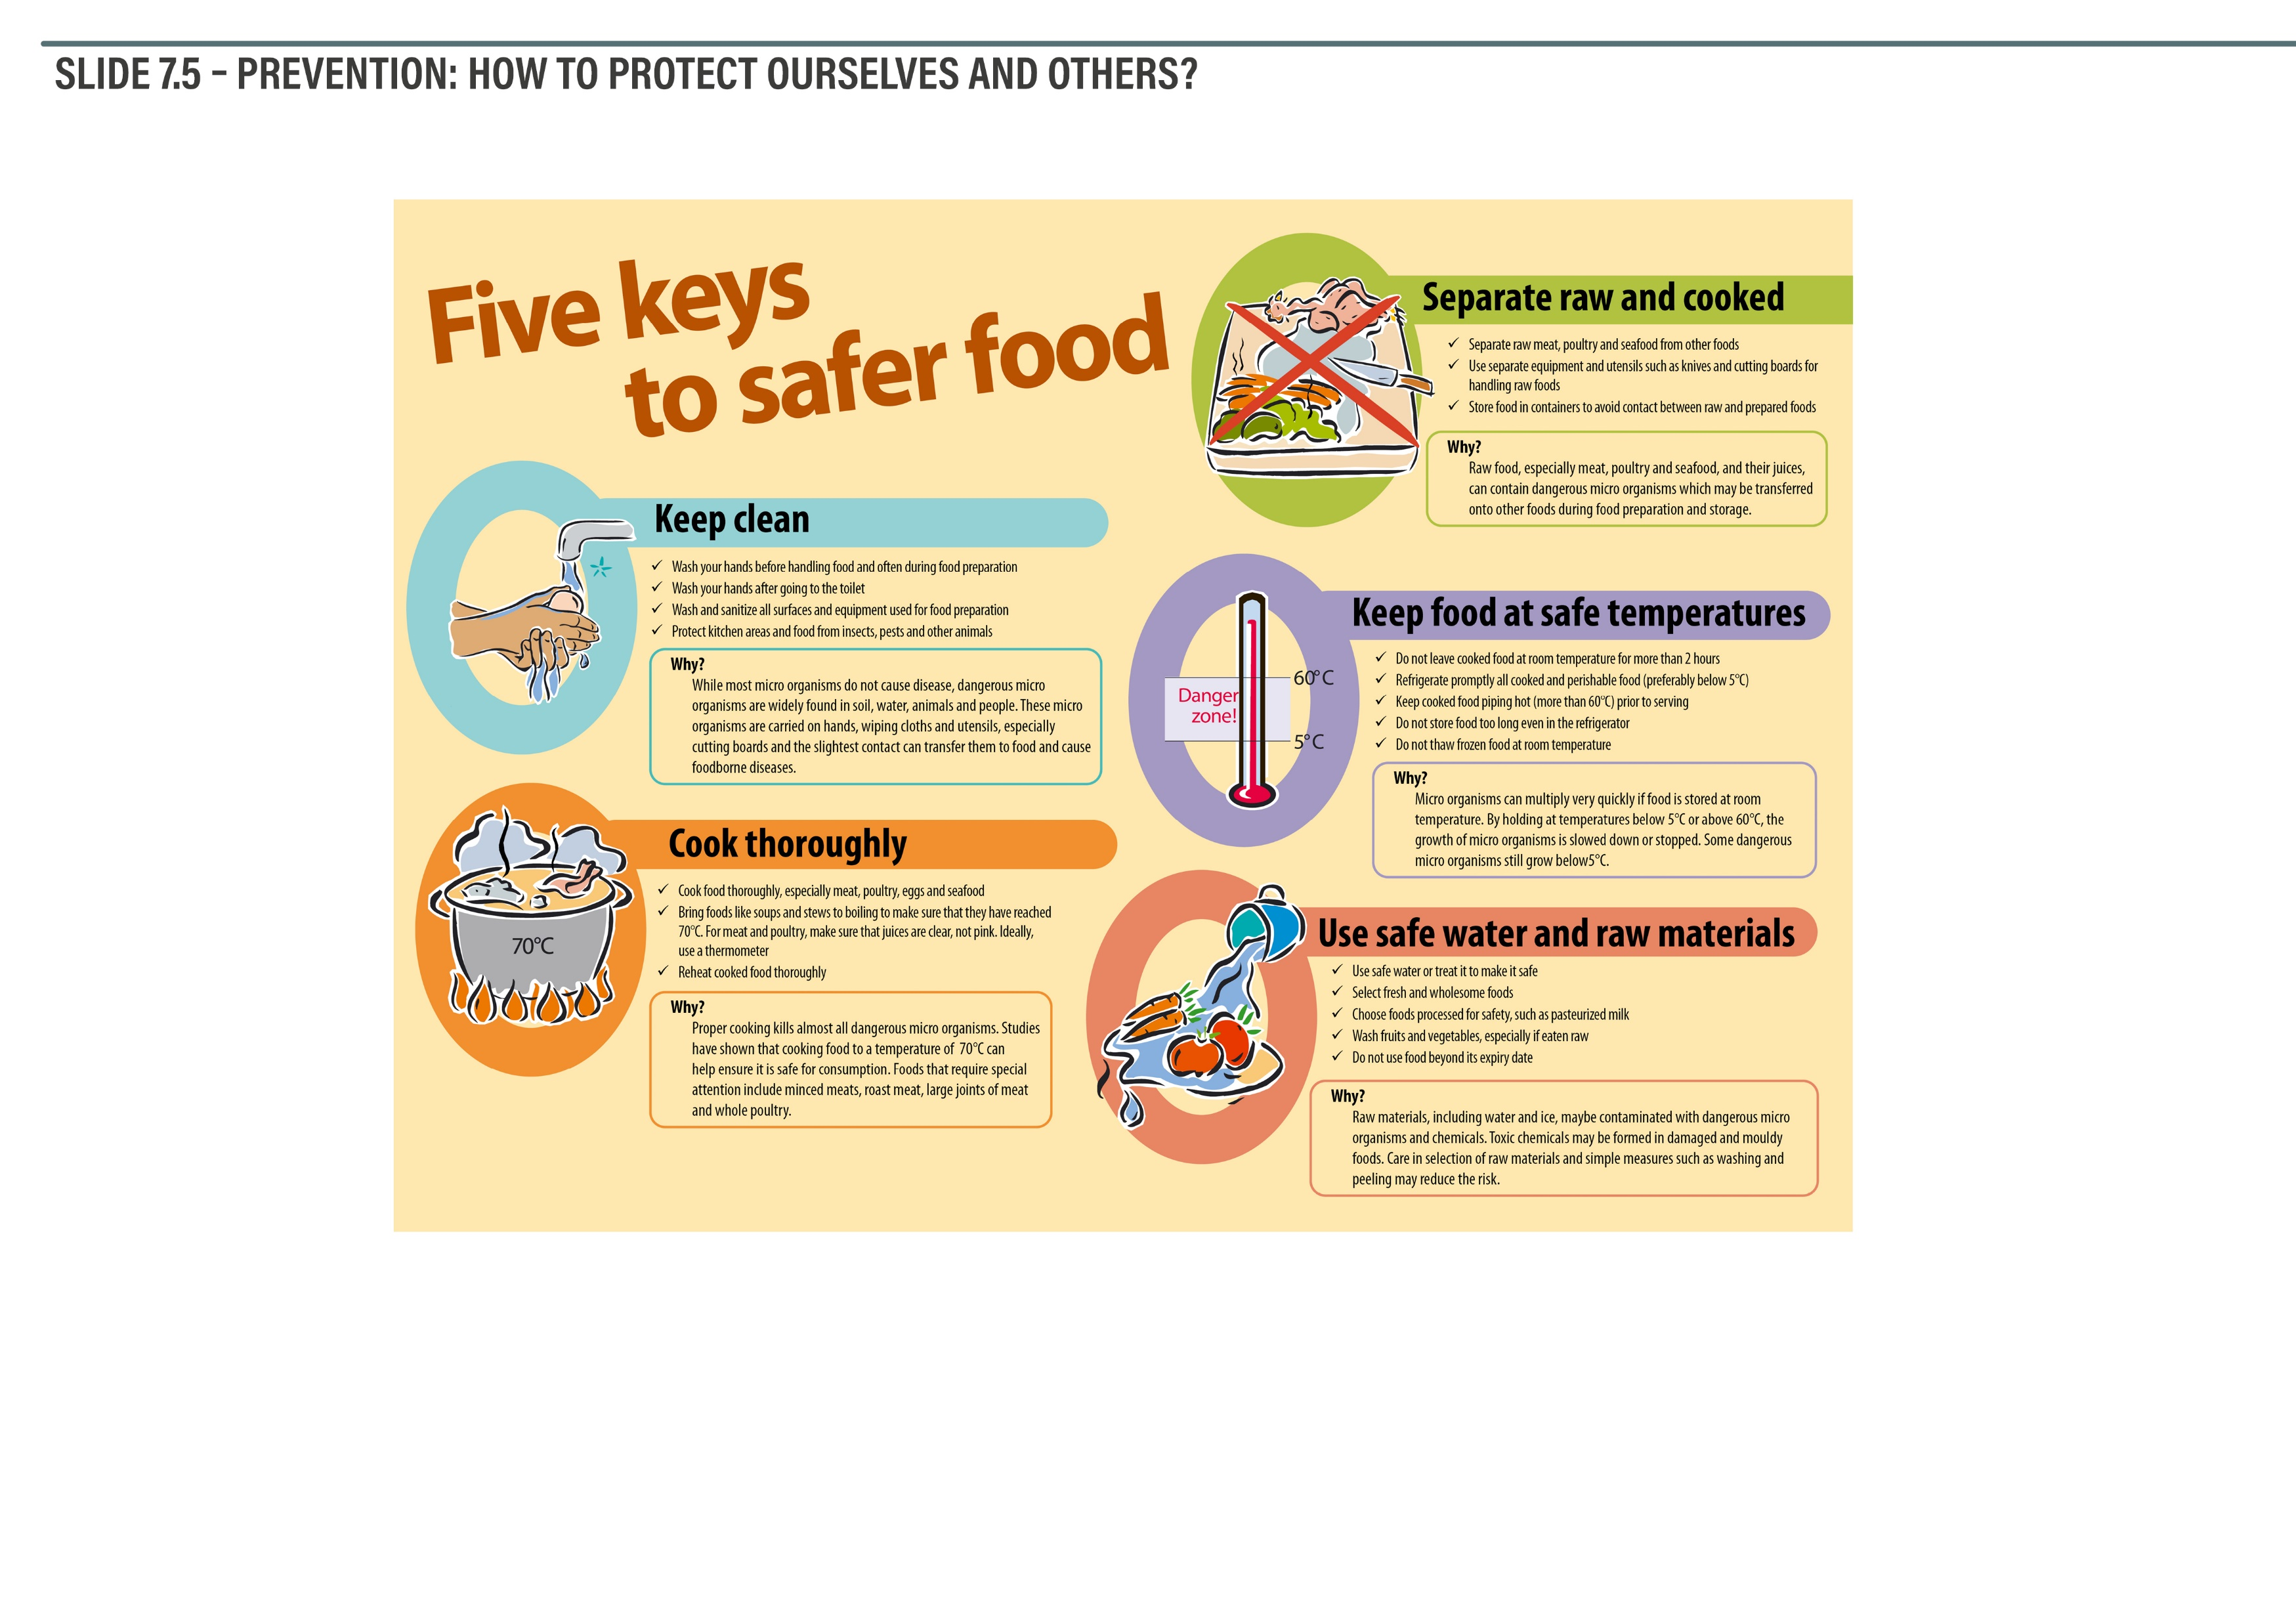 SLIDE 7.5 – PREVENTION: HOW TO PROTECT OURSELVES AND OTHERS?
Five keys
to safer food
Keep clean
✓ Wash your hands before handling food and often during food preparation
✓ Wash your hands after going to the toilet
✓ Wash and sanitize all surfaces and equipment used for food preparation
✓ Protect kitchen areas and food from insects, pests and other animals
Why?
While most micro organisms do not cause disease, dangerous micro
organisms are widely found in soil, water, animals and people. These micro
organisms are carried on hands, wiping cloths and utensils, especially
cutting boards and the slightest contact can transfer them to food and cause
foodborne diseases.
70°C
Cook thoroughly
✓ Cook food thoroughly, especially meat, poultry, eggs and seafood
✓ Bring foods like soups and stews to boiling to make sure that they have reached
70°C. For meat and poultry, make sure that juices are clear, not pink. Ideally,
use a thermometer
✓ Reheat cooked food thoroughly
Why?
Proper cooking kills almost all dangerous micro organisms. Studies
have shown that cooking food to a temperature of 70°C can
help ensure it is safe for consumption. Foods that require special
attention include minced meats, roast meat, large joints of meat
and whole poultry.
Separate raw and cooked
✓ Separate raw meat, poultry and seafood from other foods
✓ Use separate equipment and utensils such as knives and cutting boards for
handling raw foods
✓ Store food in containers to avoid contact between raw and prepared foods
Why?
Raw food, especially meat, poultry and seafood, and their juices,
can contain dangerous micro organisms which may be transferred
onto other foods during food preparation and storage.
60°C
Danger
zone!
5°C
Keep food at safe temperatures
✓ Do not leave cooked food at room temperature for more than 2 hours
✓ Refrigerate promptly all cooked and perishable food (preferably below 5°C)
✓ Keep cooked food piping hot (more than 60°C) prior to serving
✓ Do not store food too long even in the refrigerator
✓ Do not thaw frozen food at room temperature
Why?
Micro organisms can multiply very quickly if food is stored at room
temperature. By holding at temperatures below 5°C or above 60°C, the
growth of micro organisms is slowed down or stopped. Some dangerous
micro organisms still grow below5°C.
Use safe water and raw materials
✓ Use safe water or treat it to make it safe
✓ Select fresh and wholesome foods
✓ Choose foods processed for safety, such as pasteurized milk
✓ Wash fruits and vegetables, especially if eaten raw
✓ Do not use food beyond its expiry date
Why?
Raw materials, including water and ice, maybe contaminated with dangerous micro
organisms and chemicals. Toxic chemicals may be formed in damaged and mouldy
foods. Care in selection of raw materials and simple measures such as washing and
peeling may reduce the risk.